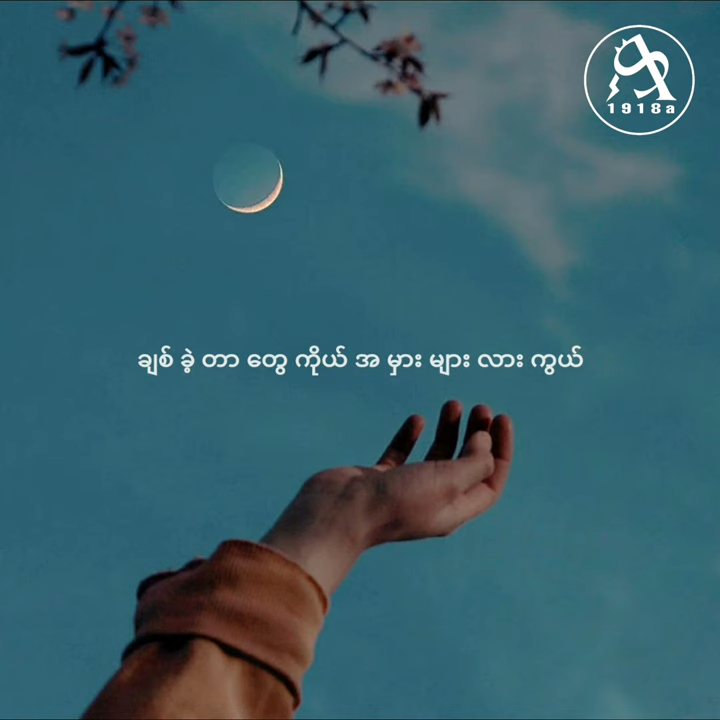 1918a
ချစ် ခဲ့ တာ တွေ ကိုယ် အ မှား များ လား ကွယ်